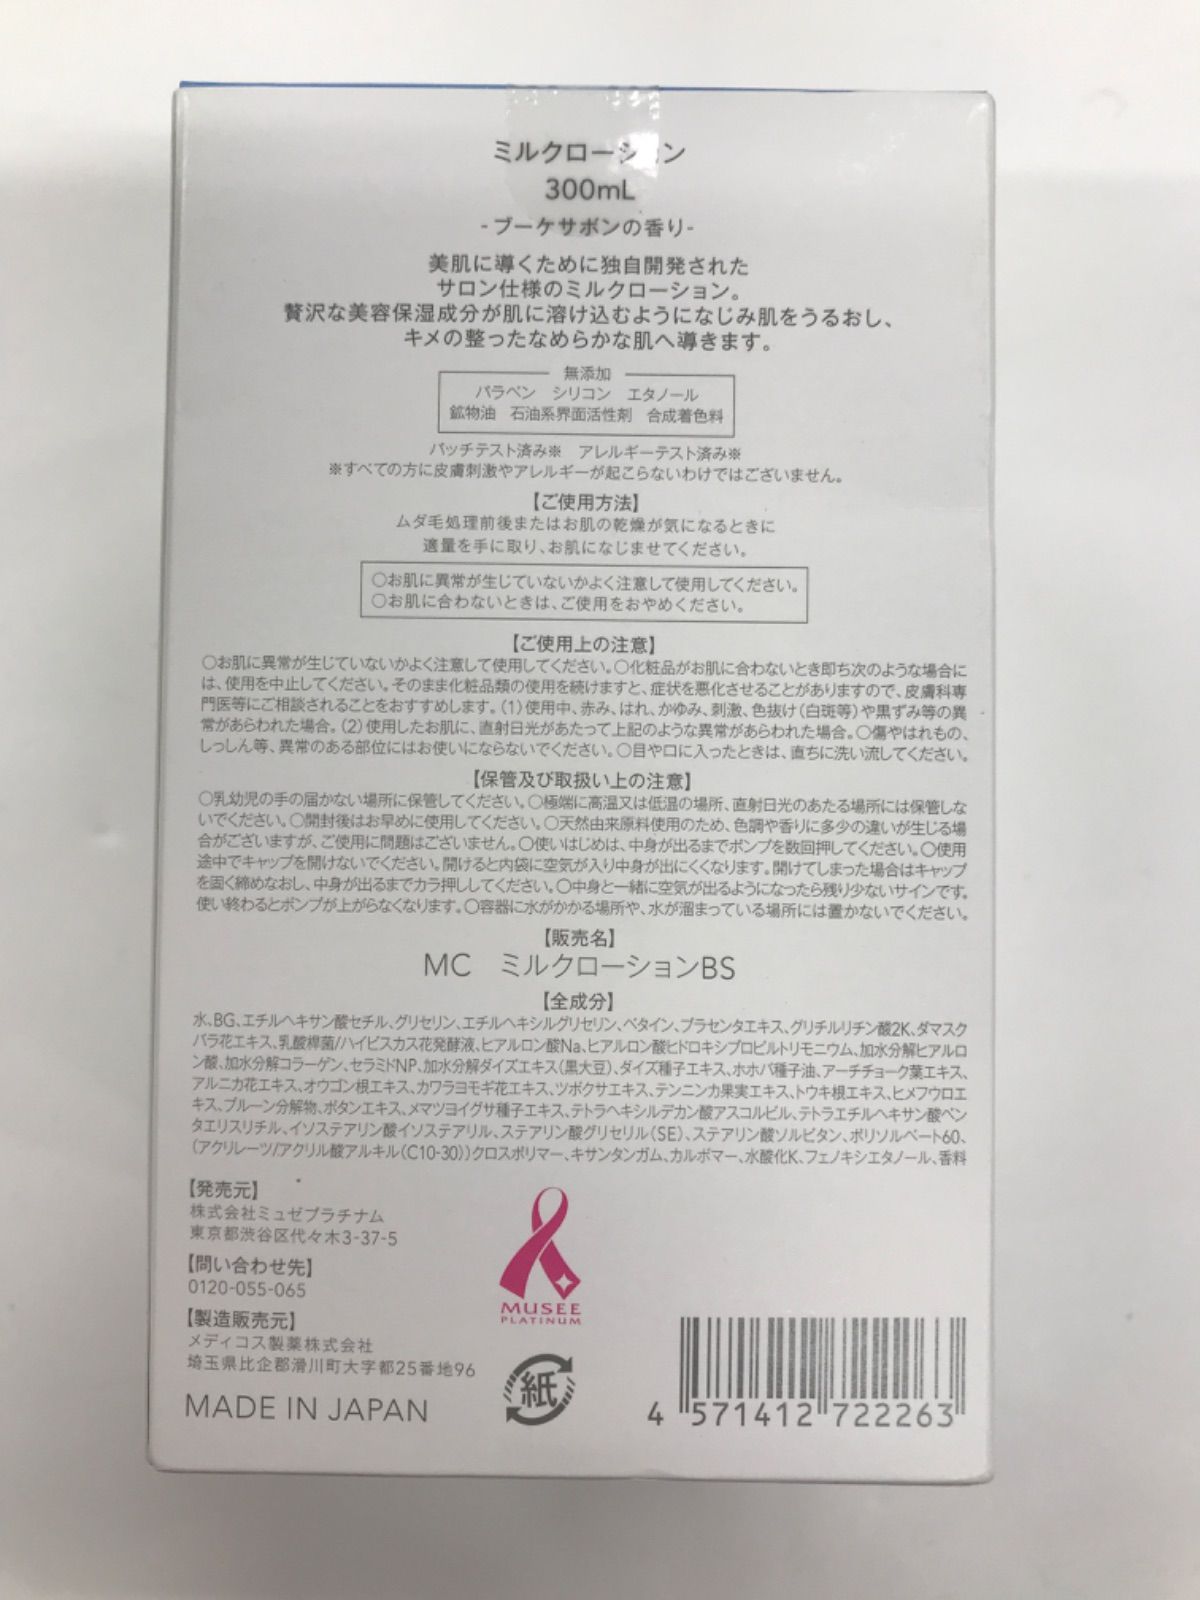 ミルクローション
300mL
-ブーケサボンの香り-
美肌に導くために独自開発された
サロン仕様のミルクローション。
贅沢な美容保湿成分が肌に溶け込むようになじみ肌をうるおし、
キメの整ったなめらかな肌へ導きます。
無添加
パラベン シリコン エタノール
鉱物油 石油系界面活性剤 合成着色料
パッチテスト済み※ アレルギーテスト済み※
※すべての方に皮膚刺激やアレルギーが起こらないわけではございません。
【ご使用方法】
ムダ毛処理前後またはお肌の乾燥が気になるときに
適量を手に取り、お肌になじませてください。
○お肌に異常が生じていないかよく注意して使用してください。
○お肌に合わないときは、ご使用をおやめください。
【ご使用上の注意】
○お肌に異常が生じていないかよく注意して使用してください。○化粧品がお肌に合わないとき即ち次のような場合に
は、使用を中止してください。そのまま化粧品類の使用を続けますと、症状を悪化させることがありますので、皮膚科専
門医等にご相談されることをおすすめします。(1)使用中、赤み、はれ、かゆみ、刺激、色抜け(白斑等)や黒ずみ等の異
常があらわれた場合。(2)使用したお肌に、直射日光があたって上記のような異常があらわれた場合。○傷やはれもの、
しっしん等、異常のある部位にはお使いにならないでください。○目や口に入ったときは、直ちに洗い流してください。
【保管及び取扱い上の注意】
○乳幼児の手の届かない場所に保管してください。○極端に高温又は低温の場所、直射日光のあたる場所には保管しな
いでください。○開封後はお早めに使用してください。○天然由来原料使用のため、色調や香りに多少の違いが生じる場
合がございますが、ご使用に問題はございません。○使いはじめは、中身が出るまでポンプを数回押してください。○使用
途中でキャップを開けないでください。開けると内袋に空気が入り中身が出にくくなります。開けてしまった場合はキャップ
を固く締めなおし、中身が出るまでカラ押ししてください。○中身と一緒に空気が出るようになったら残り少ないサインです。
使い終わるとポンプが上がらなくなります。○容器に水がかかる場所や、水が溜まっている場所には置かないでください。
【販売名】
MC ミルクローションBS
【全成分】
水、BG、エチルヘキサン酸セチル、グリセリン、エチルヘキシルグリセリン、ベタイン、プラセンタエキス、グリチルリチン酸2K、ダマスク
バラ花エキス、乳酸桿菌/ハイビスカス花発酵液、ヒアルロン酸Na、ヒアルロン酸ヒドロキシプロピルトリモニウム、加水分解ヒアルロ
ン酸、加水分解コラーゲン、セラミドNP、加水分解ダイズエキス(黒大豆)、ダイズ種子エキス、ホホバ種子油、アーチチョーク葉エキス、
アルニカ花エキス、オウゴン根エキス、カワラヨモギ花エキス、ツボクサエキス、テンニンカ果実エキス、トウキ根エキス、ヒメフウロエ
キス、プルーン分解物、ボタンエキス、メマツヨイグサ種子エキス、テトラヘキシルデカン酸アスコルビル、テトラエチルヘキサン酸ペン
タエリスリチル、イソステアリン酸イソステアリル、ステアリン酸グリセリル(SE)、ステアリン酸ソルビタン、ポリソルベート60、
(アクリレーツ/アクリル酸アルキル(C10-30))クロスポリマー、キサンタンガム、カルボマー、水酸化K、フェノキシエタノール、香料
【発売元】
株式会社ミュゼプラチナム
東京都渋谷区代々木3-37-5
【問い合わせ先】
0120-055-065
【製造販売元】
メディコス製薬株式会社
埼玉県比企郡滑川町大字都25番地96
MADE IN JAPAN
MUSEE
PLATINUM
紙
4 571412 722263